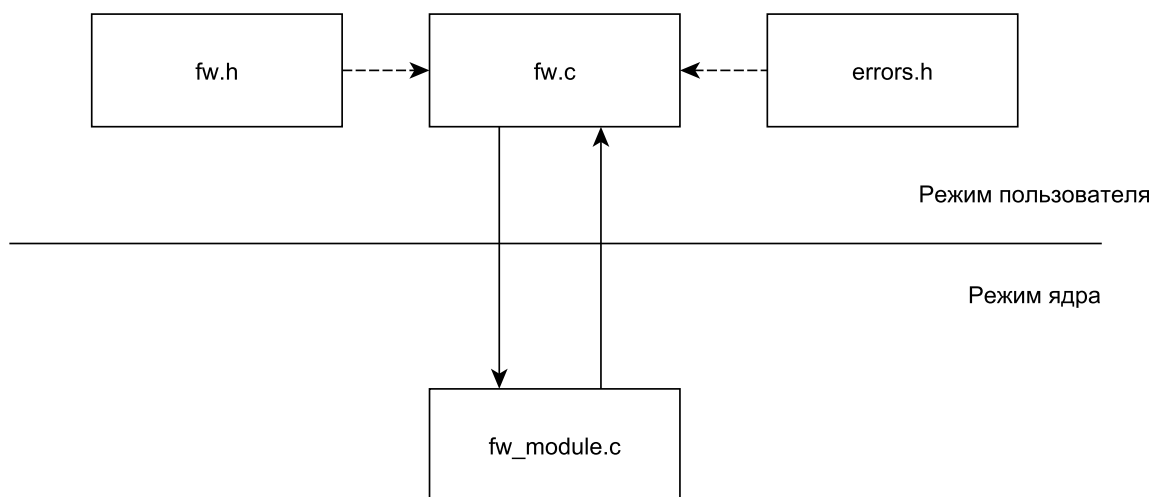 fw.h
fw.c
errors.h
Режим пользователя
Режим ядра
fw_module.c